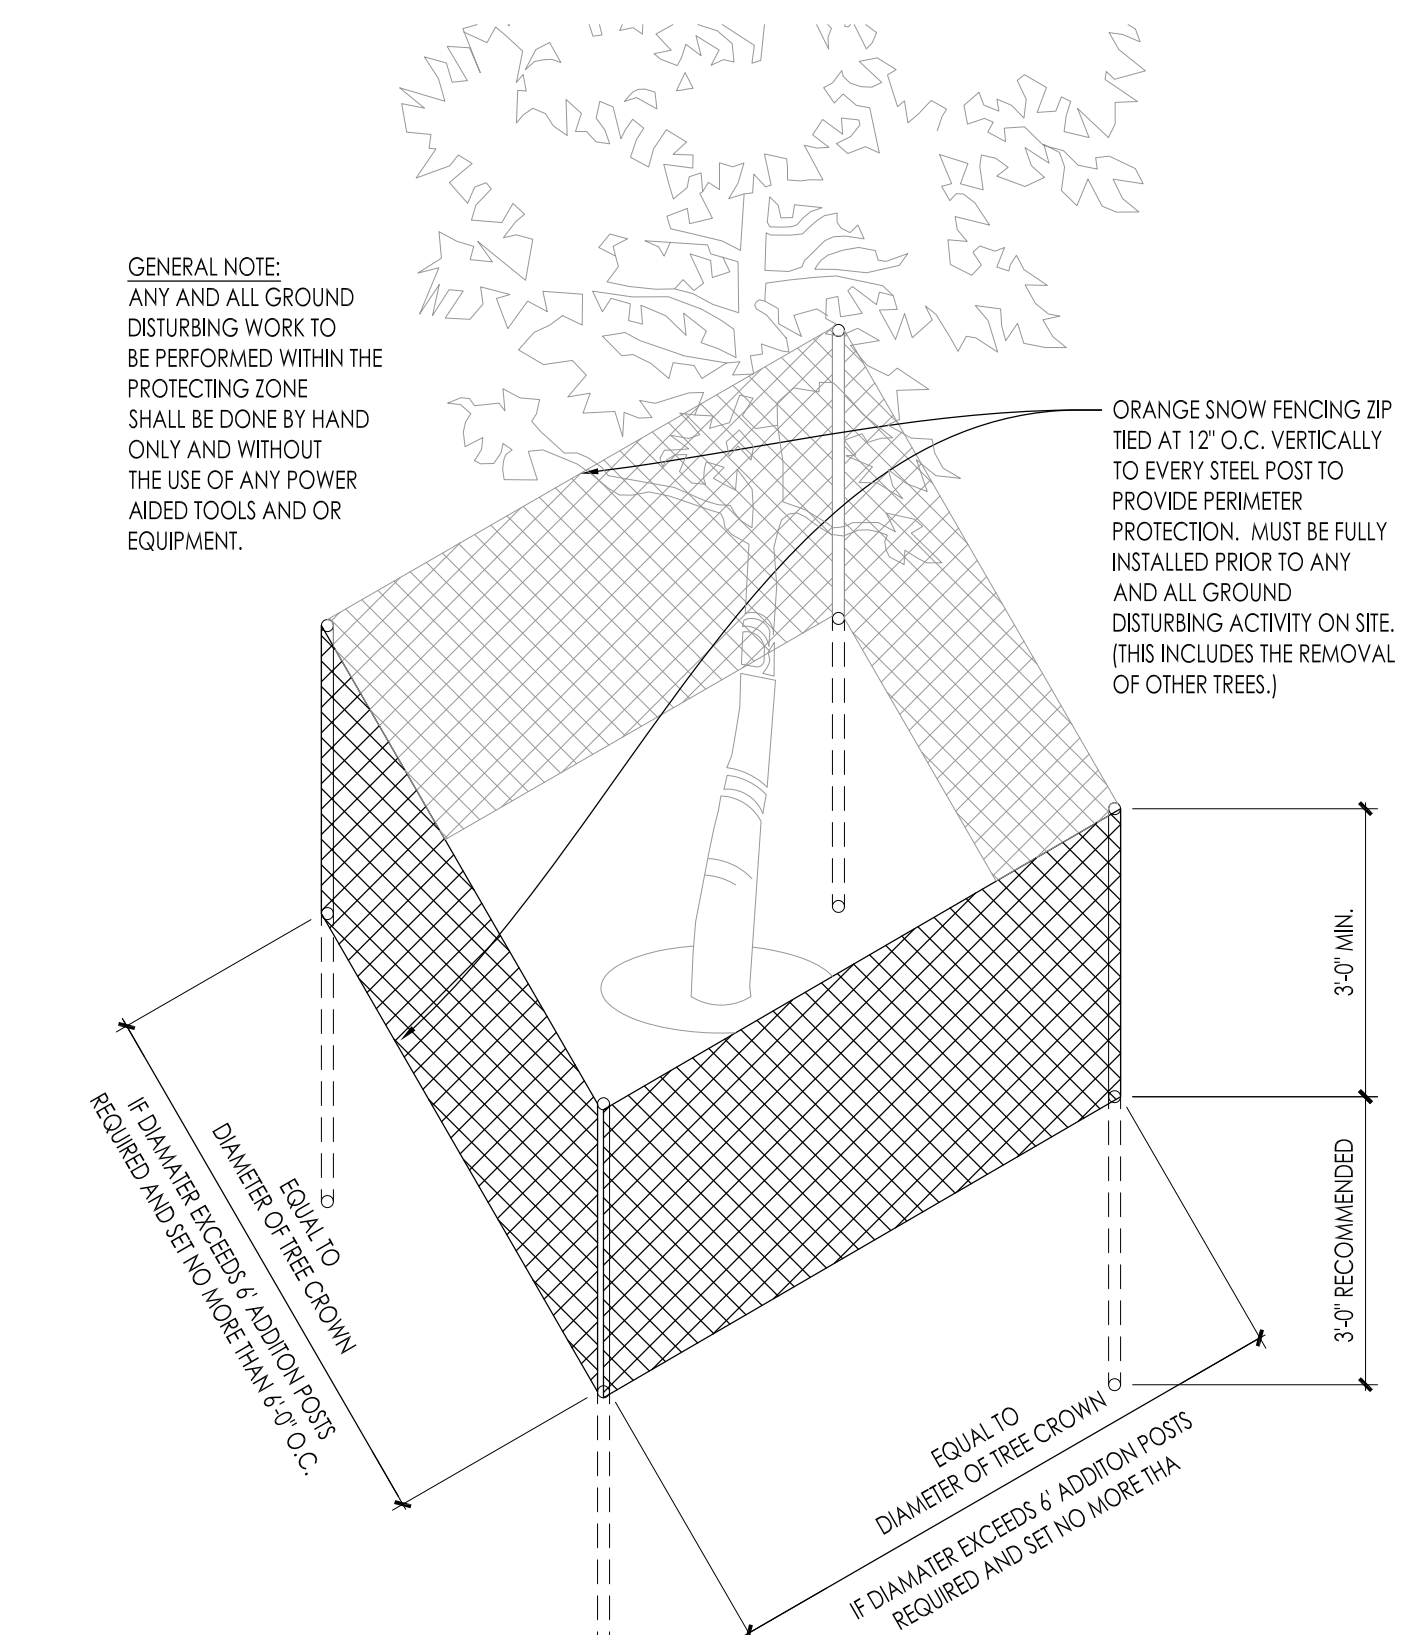 GENERAL NOTE:
ANY AND ALL GROUND
DISTURBING WORK TO
BE PERFORMED WITHIN THE
PROTECTING ZONE
SHALL BE DONE BY HAND
ONLY AND WITHOUT
THE USE OF ANY POWER
AIDED TOOLS AND OR
EQUIPMENT.
ORANGE SNOW FENCING ZIP
TIED AT 12" O.C. VERTICALLY
TO EVERY STEEL POST TO
PROVIDE PERIMETER
PROTECTION. MUST BE FULLY
INSTALLED PRIOR TO ANY
AND ALL GROUND
DISTURBING ACTIVITY ON SITE.
(THIS INCLUDES THE REMOVAL
OF OTHER TREES.)
3'-0" MIN.
3'-0" RECOMMENDED
EQUAL TO
DIAMETER OF TREE CROWN
IF DIAMATER EXCEEDS 6' ADDITON POSTS
REQUIRED AND SET NO MORE THAN 6'-0" O.C.
EQUAL TO
DIAMETER OF TREE CROWN
IF DIAMATER EXCEEDS 6' ADDITON POSTS
REQUIRED AND SET NO MORE THA